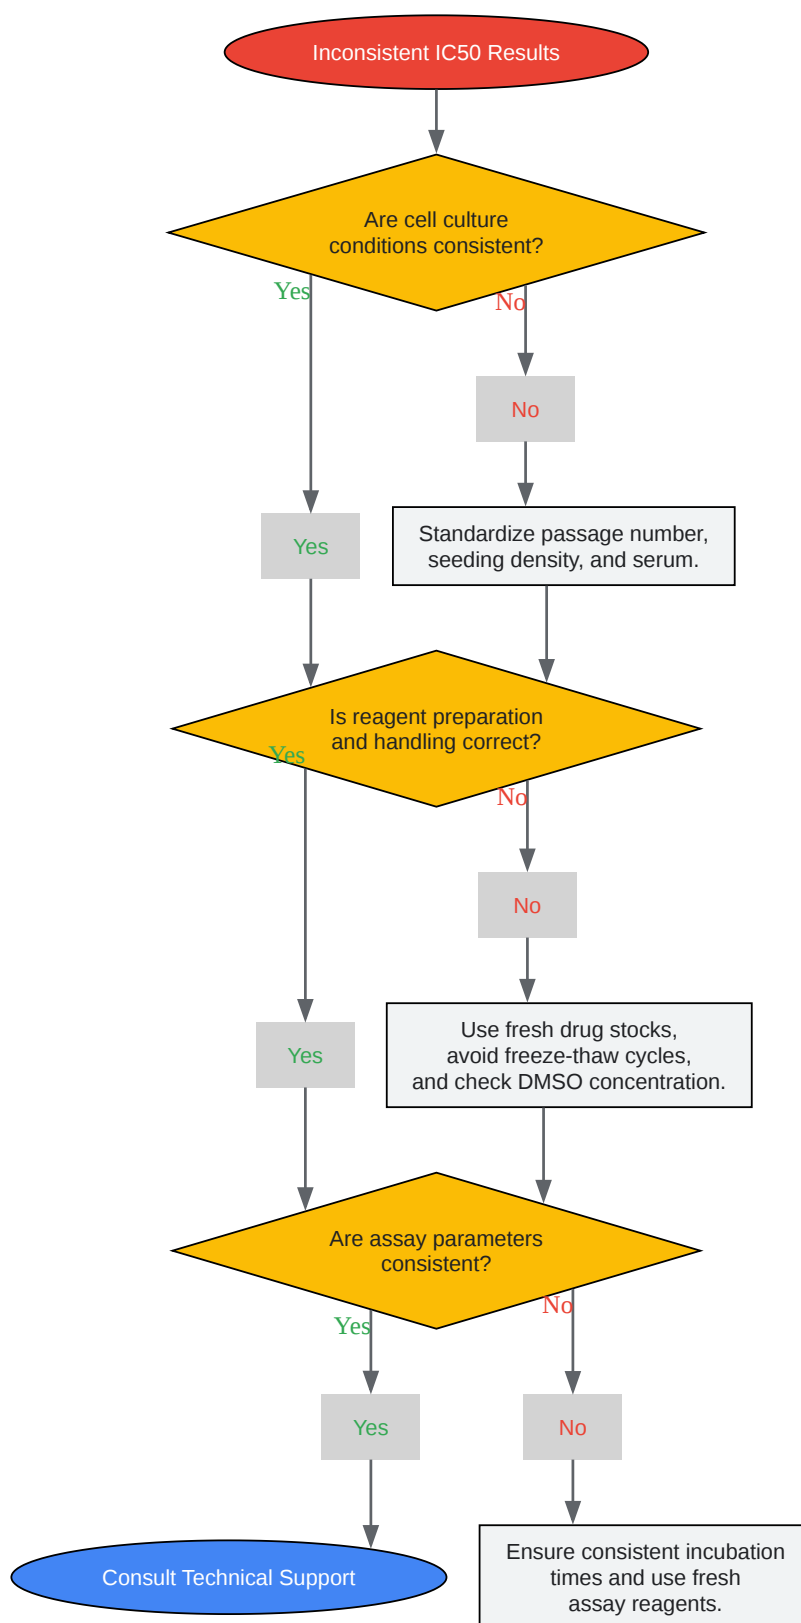 Inconsistent IC50 Results
Are cell culture
conditions consistent?
Yes
No
No
Standardize passage number,
seeding density, and serum.
Yes
Is reagent preparation
and handling correct?
Yes
No
No
Use fresh drug stocks,
avoid freeze-thaw cycles,
and check DMSO concentration.
Yes
Are assay parameters
consistent?
Yes
No
Yes
No
Consult Technical Support
Ensure consistent incubation
times and use fresh
assay reagents.